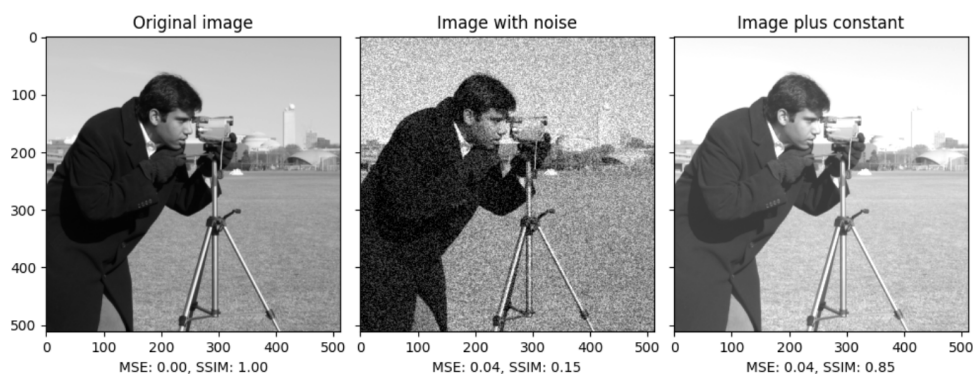 Original image
Image with noise
Image plus constant
0
100
200
300
400
500
0 100 200 300 400 500
0 100 200 300 400 500
0 100 200 300 400 500
MSE: 0.00, SSIM: 1.00
MSE: 0.04, SSIM: 0.15
MSE: 0.04, SSIM: 0.85